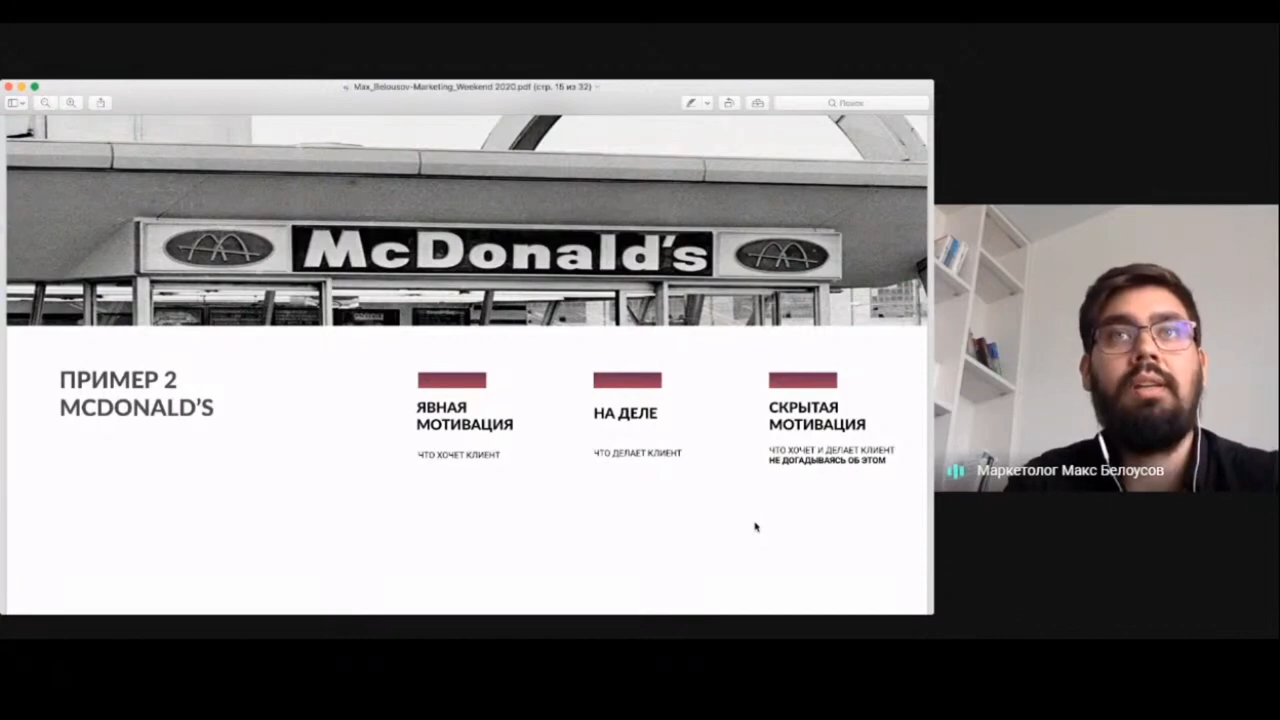 Max_Belousov-Marketing_Weekend 2020.pdf (стр. 15 из 32)
Поиск
McDonald's
ПРИМЕР 2
MCDONALD'S
ЯВНАЯ
МОТИВАЦИЯ
ЧТО ХОЧЕТ КЛИЕНТ
НА ДЕЛЕ
ЧТО ДЕЛАЕТ КЛИЕНТ
СКРЫТАЯ
МОТИВАЦИЯ
ЧТО ХОЧЕТ И ДЕЛАЕТ КЛИЕНТ
НЕ ДОГАДЫВАЯСЬ ОБ ЭТОМ
Маркетолог Макс Белоусов